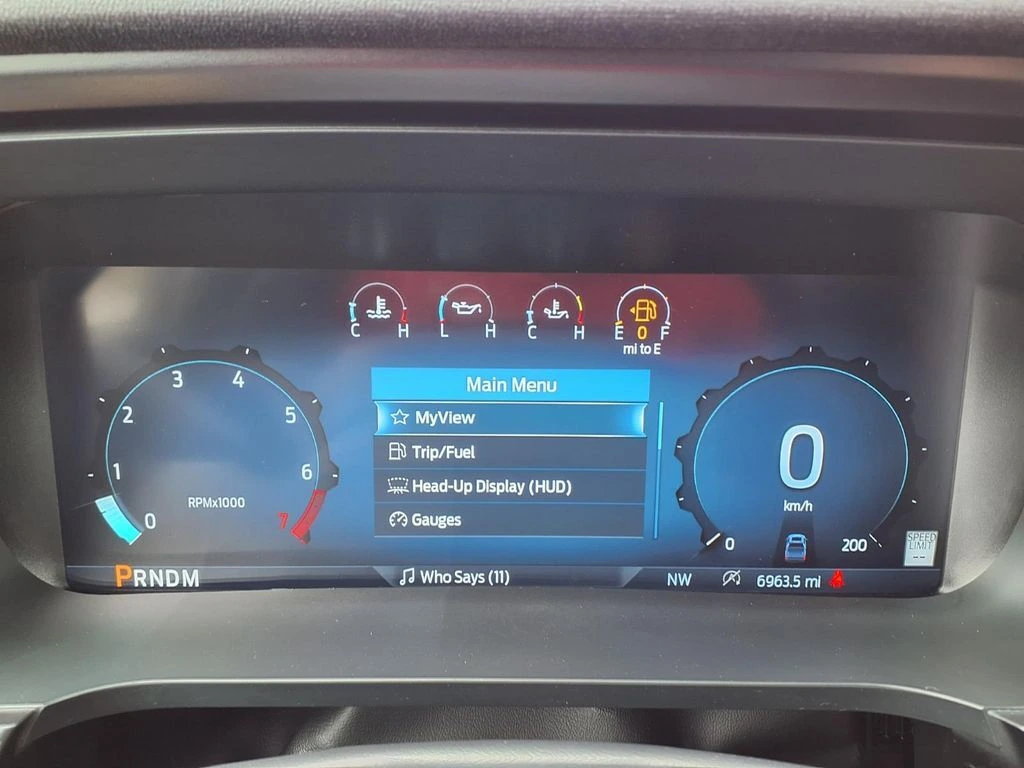 C H
L H
C H
E 0 F
mi to E
Main Menu
MyView
Trip/Fuel
Head-Up Display (HUD)
Gauges
0
1
2
3
4
5
6
7
RPMx1000
0
km/h
0 200
SPEED
LIMIT
--
PRNDM
Who Says (11)
NW
6963.5 mi